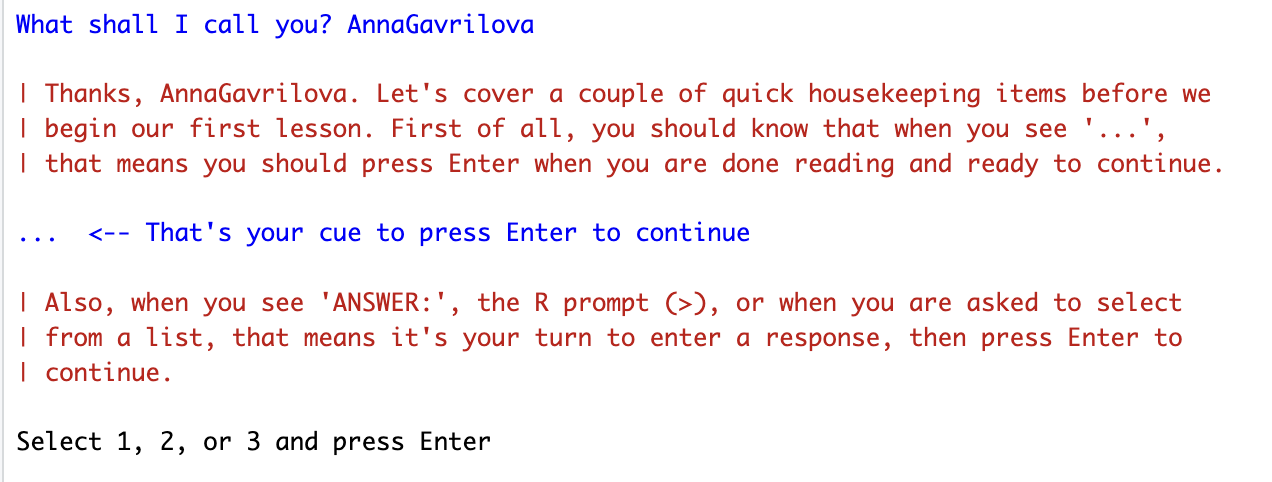 What shall I call you? AnnaGavrilova
| Thanks, AnnaGavrilova. Let's cover a couple of quick housekeeping items before we
| begin our first lesson. First of all, you should know that when you see '...',
| that means you should press Enter when you are done reading and ready to continue.
...  <-- That's your cue to press Enter to continue
| Also, when you see 'ANSWER:', the R prompt (>), or when you are asked to select
| from a list, that means it's your turn to enter a response, then press Enter to
| continue.
Select 1, 2, or 3 and press Enter